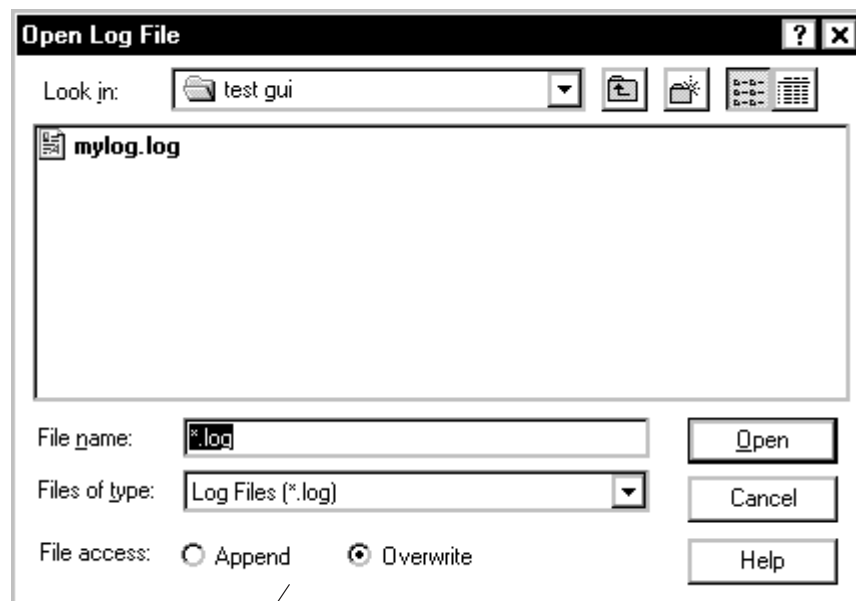 Open Log File
Look in: test gui
mylog.log
File name: *.log Open
Files of type: Log Files (*.log) Cancel
File access: Append Overwrite Help